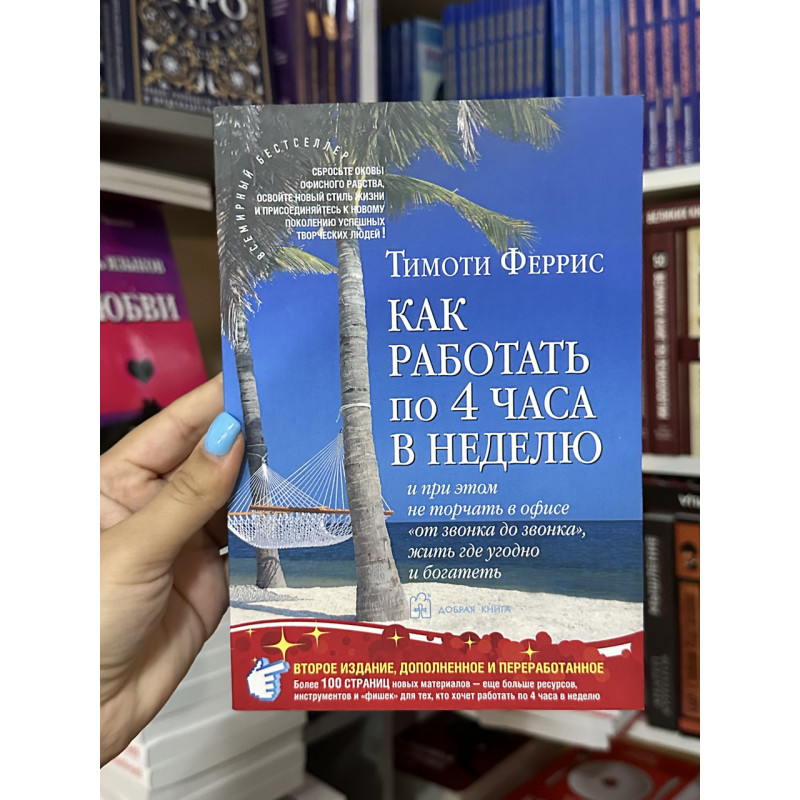 ВСЕМИРНЫЙ БЕСТСЕЛЛЕР
СБРОСЬТЕ ОКОВЫ
ОФИСНОГО РАБСТВА,
ОСВОЙТЕ НОВЫЙ СТИЛЬ ЖИЗНИ
И ПРИСОЕДИНЯЙТЕСЬ К НОВОМУ
ПОКОЛЕНИЮ УСПЕШНЫХ
ТВОРЧЕСКИХ ЛЮДЕЙ!
ТИМОТИ ФЕРРИС
КАК
РАБОТАТЬ
ПО 4 ЧАСА
В НЕДЕЛЮ
и при этом
не торчать в офисе
«от звонка до звонка»,
жить где угодно
и богатеть
ДОБРАЯ КНИГА
ВТОРОЕ ИЗДАНИЕ, ДОПОЛНЕННОЕ И ПЕРЕРАБОТАННОЕ
Более 100 СТРАНИЦ новых материалов — еще больше ресурсов,
инструментов и «фишек» для тех, кто хочет работать по 4 часа в неделю
ЯЗЫКОВ
ЮБВИ
ВЕЛИКИЕ